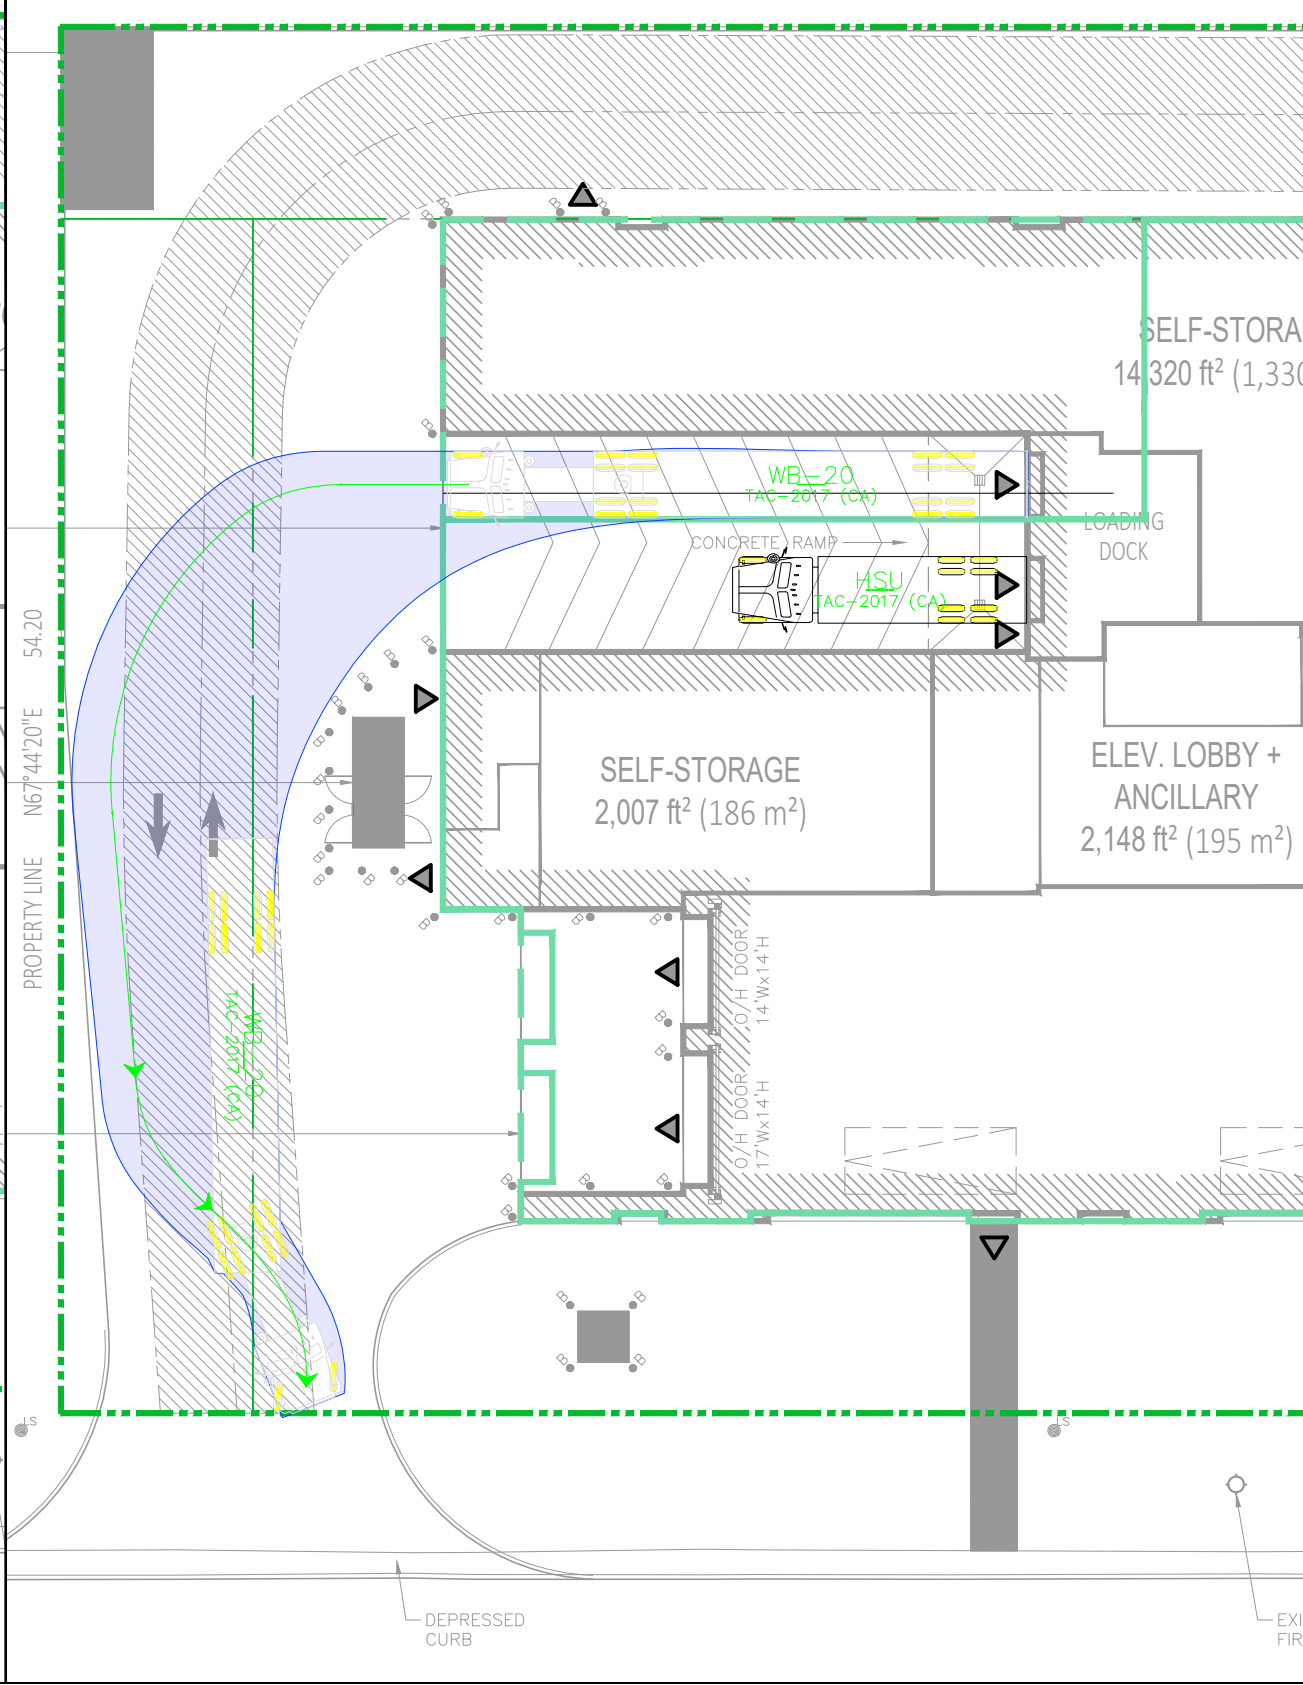 SELF-STORA
14,320 ft² (1,330
WB-20
TAC-2017 (CA)
CONCRETE RAMP
LOADING
DOCK
HSU
TAC-2017 (CA)
PROPERTY LINE N67°44'20"E 54.20
SELF-STORAGE
2,007 ft² (186 m²)
ELEV. LOBBY +
ANCILLARY
2,148 ft² (195 m²)
O/H DOOR
14'Wx14'H
WB-20
TAC-2017 (CA)
O/H DOOR
17'Wx14'H
LS
LS
DEPRESSED
CURB
EXI
FIR